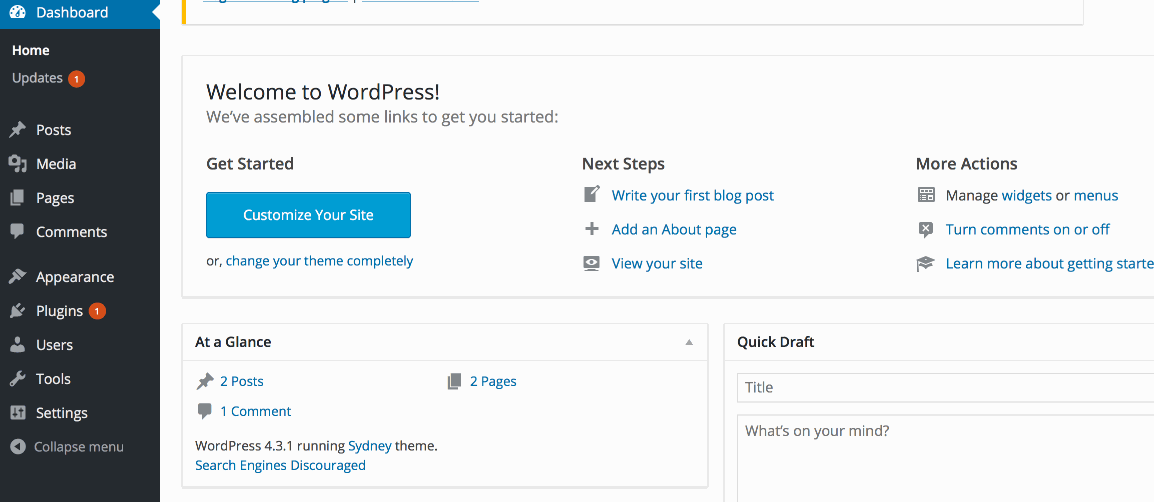 Dashboard
Home
Updates 1
Posts
Media
Pages
Comments
Appearance
Plugins 1
Users
Tools
Settings
Collapse menu
Welcome to WordPress!
We've assembled some links to get you started:
Get Started
Customize Your Site
or, change your theme completely
Next Steps
Write your first blog post
Add an About page
View your site
More Actions
Manage widgets or menus
Turn comments on or off
Learn more about getting starte
At a Glance
2 Posts
2 Pages
1 Comment
WordPress 4.3.1 running Sydney theme.
Search Engines Discouraged
Quick Draft
Title
What's on your mind?